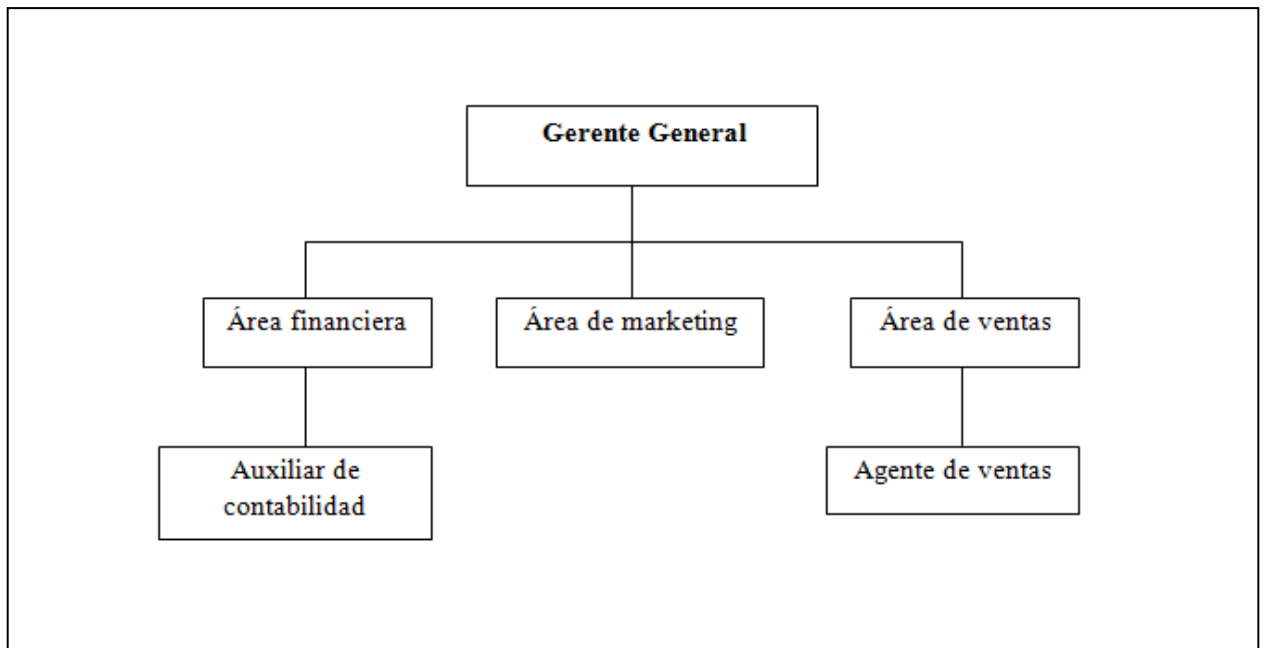 Gerente General
Área financiera
Área de marketing
Área de ventas
Auxiliar de
contabilidad
Agente de ventas